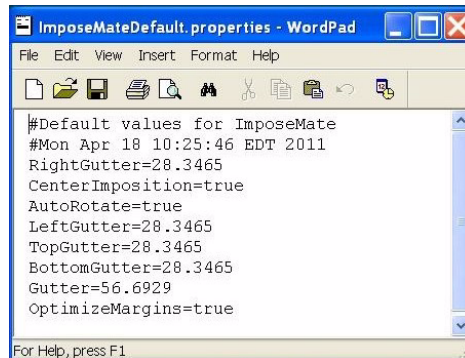 ImposeMateDefault.properties - WordPad
File Edit View Insert Format Help
#Default values for ImposeMate
#Mon Apr 18 10:25:46 EDT 2011
RightGutter=28.3465
CenterImposition=true
AutoRotate=true
LeftGutter=28.3465
TopGutter=28.3465
BottomGutter=28.3465
Gutter=56.6929
OptimizeMargins=true
For Help, press F1